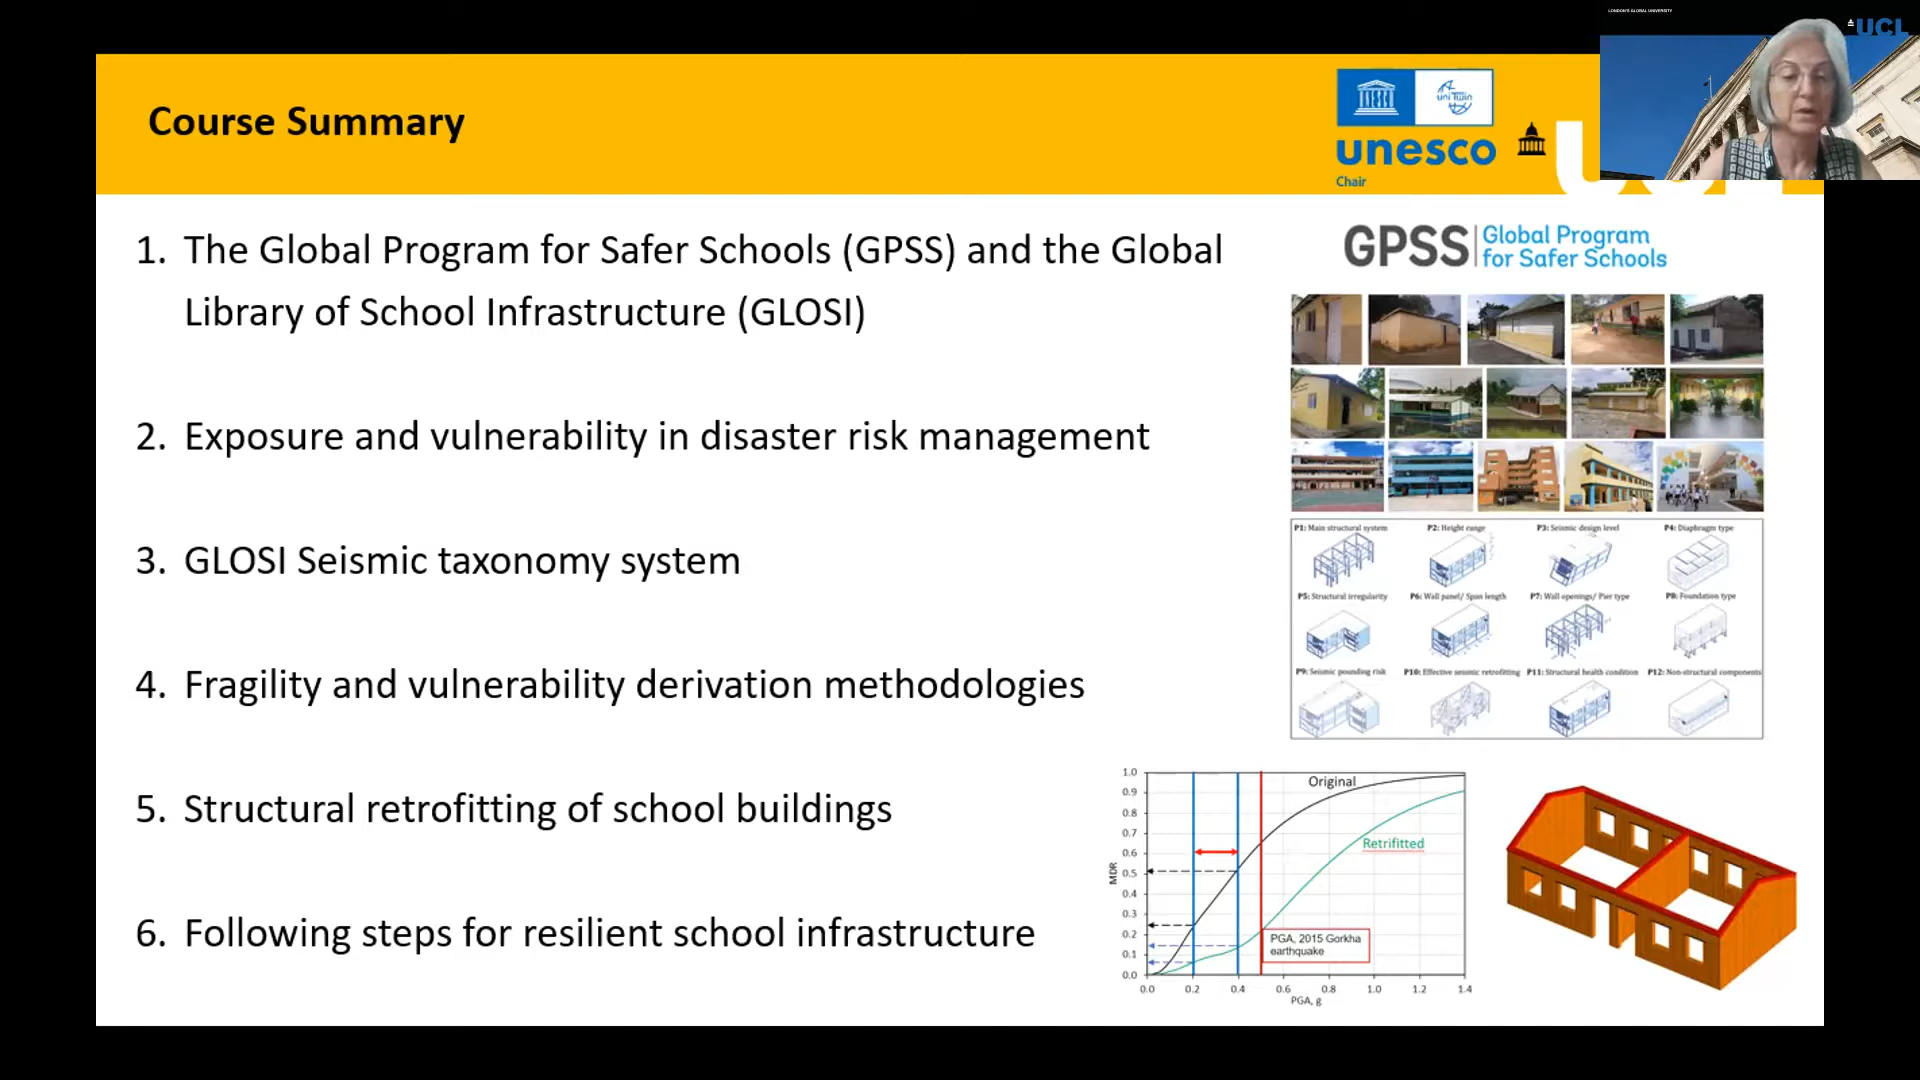 LONDON'S GLOBAL UNIVERSITY
UCL
Course Summary
uni Twin
unesco
Chair
1. The Global Program for Safer Schools (GPSS) and the Global
Library of School Infrastructure (GLOSI)
2. Exposure and vulnerability in disaster risk management
3. GLOSI Seismic taxonomy system
4. Fragility and vulnerability derivation methodologies
5. Structural retrofitting of school buildings
6. Following steps for resilient school infrastructure
GPSS Global Program
for Safer Schools
P1: Main structural system P2: Height range P3: Seismic design level P4: Diaphragm type
P5: Structural irregularity P6: Wall panel/ Span length P7: Wall openings/ Pier type P8: Foundation type
P9: Seismic pounding risk P10: Effective seismic retrofitting P11: Structural health condition P12: Non-structural components
Original
Retrifitted
PGA, 2015 Gorkha
earthquake
MDR
1.0
0.9
0.8
0.7
0.6
0.5
0.4
0.3
0.2
0.1
0.0
0.0 0.2 0.4 0.6 0.8 1.0 1.2 1.4
PGA, g